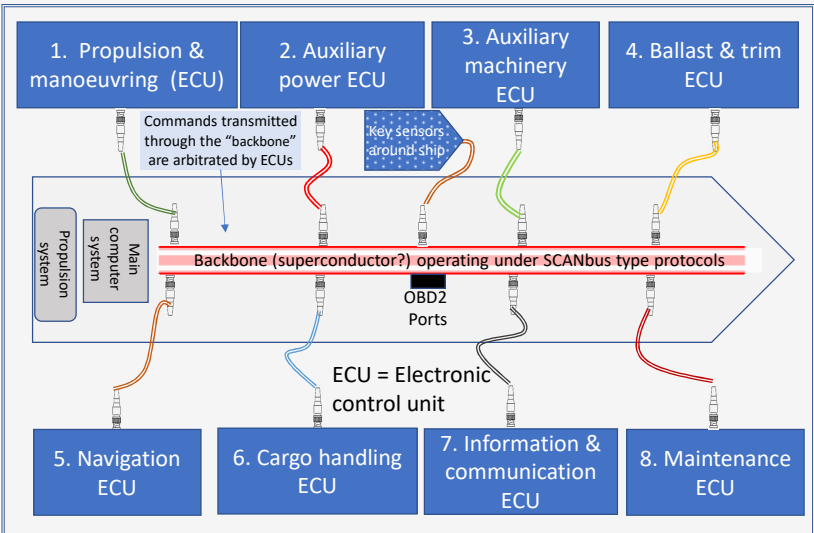 1. Propulsion &
manoeuvring (ECU)
2. Auxiliary
power ECU
3. Auxiliary
machinery
ECU
4. Ballast & trim
ECU
Commands transmitted
through the “backbone”
are arbitrated by ECUs
Key sensors
around ship
Propulsion
system
Main
computer
system
Backbone (superconductor?) operating under SCANbus type protocols
OBD2
Ports
ECU = Electronic
control unit
5. Navigation
ECU
6. Cargo handling
ECU
7. Information &
communication
ECU
8. Maintenance
ECU